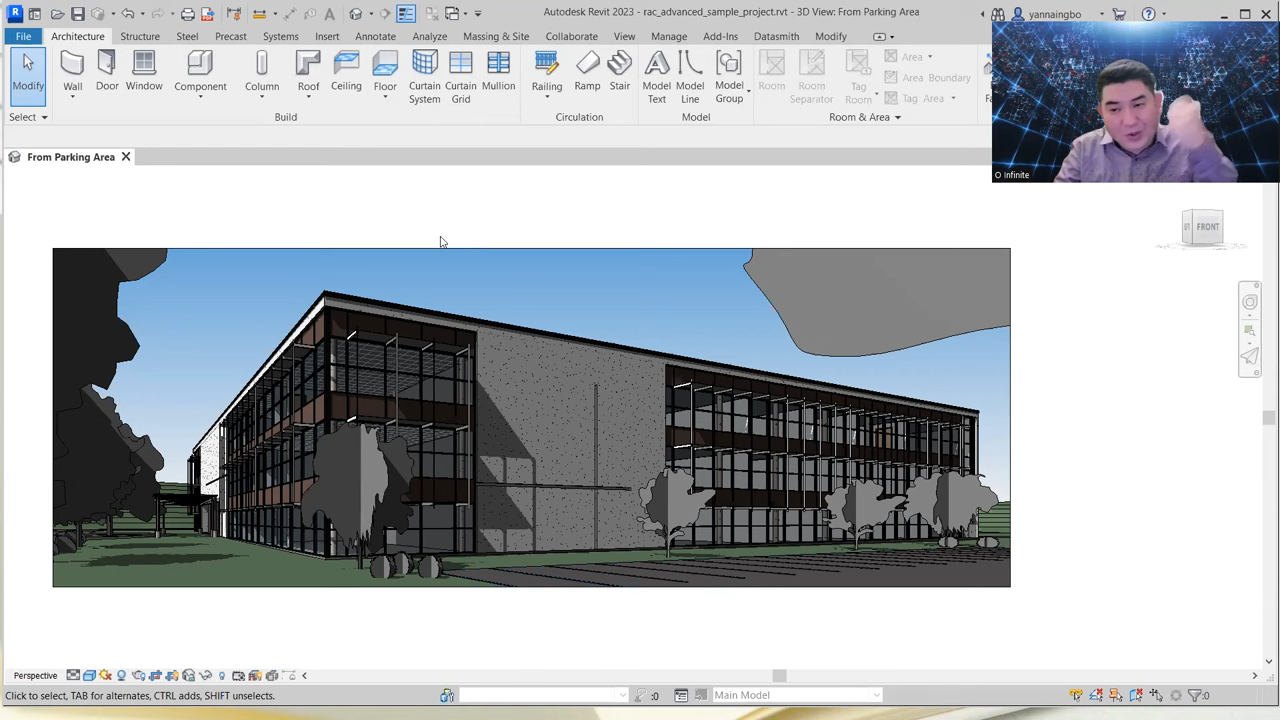 Autodesk Revit 2023 - rac_advanced_sample_project.rvt - 3D View: From Parking Area
yannaingbo
File Architecture Structure Steel Precast Systems Insert Annotate Analyze Massing & Site Collaborate View Manage Add-Ins Datasmith Modify
Modify Wall Door Window Component Column Roof Ceiling Floor Curtain System Curtain Grid Mullion Railing Ramp Stair Model Text Model Line Model Group Room Room Separator Tag Room Area
Area Boundary
Tag Area
Select Build Circulation Model Room & Area
From Parking Area
O Infinite
FRONT
Perspective
Click to select, TAB for alternates, CTRL adds, SHIFT unselects. :0 Main Model :0